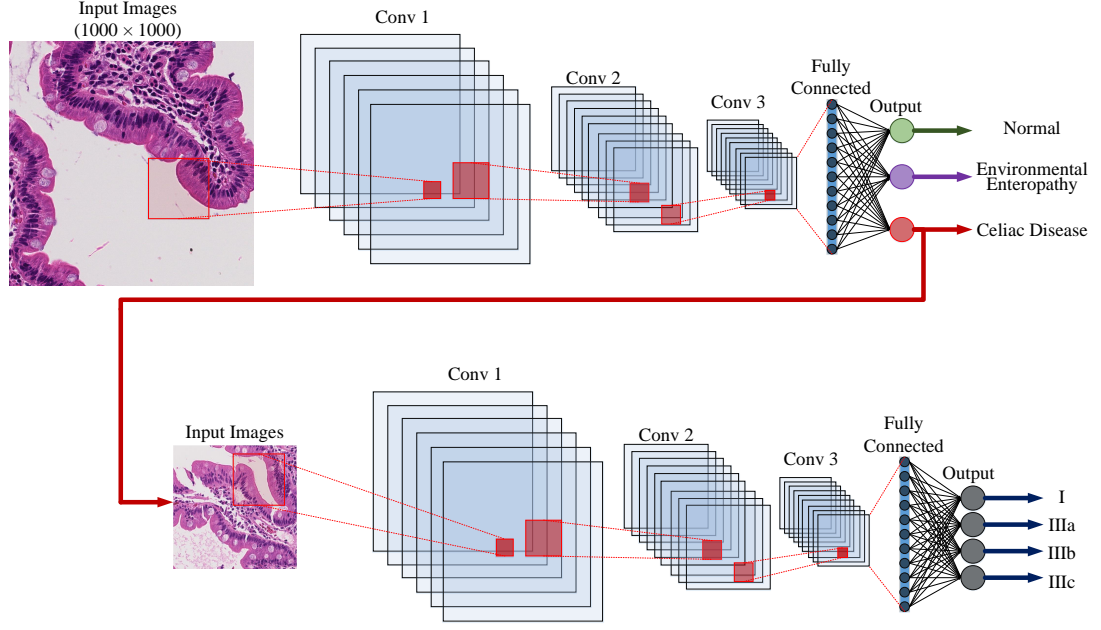 Input Images
(1000 × 1000)
Conv 1
Conv 2
Conv 3
Fully
Connected
Output
Normal
Environmental
Enteropathy
Celiac Disease
Input Images
Conv 1
Conv 2
Conv 3
Fully
Connected
Output
I
IIIa
IIIb
IIIc